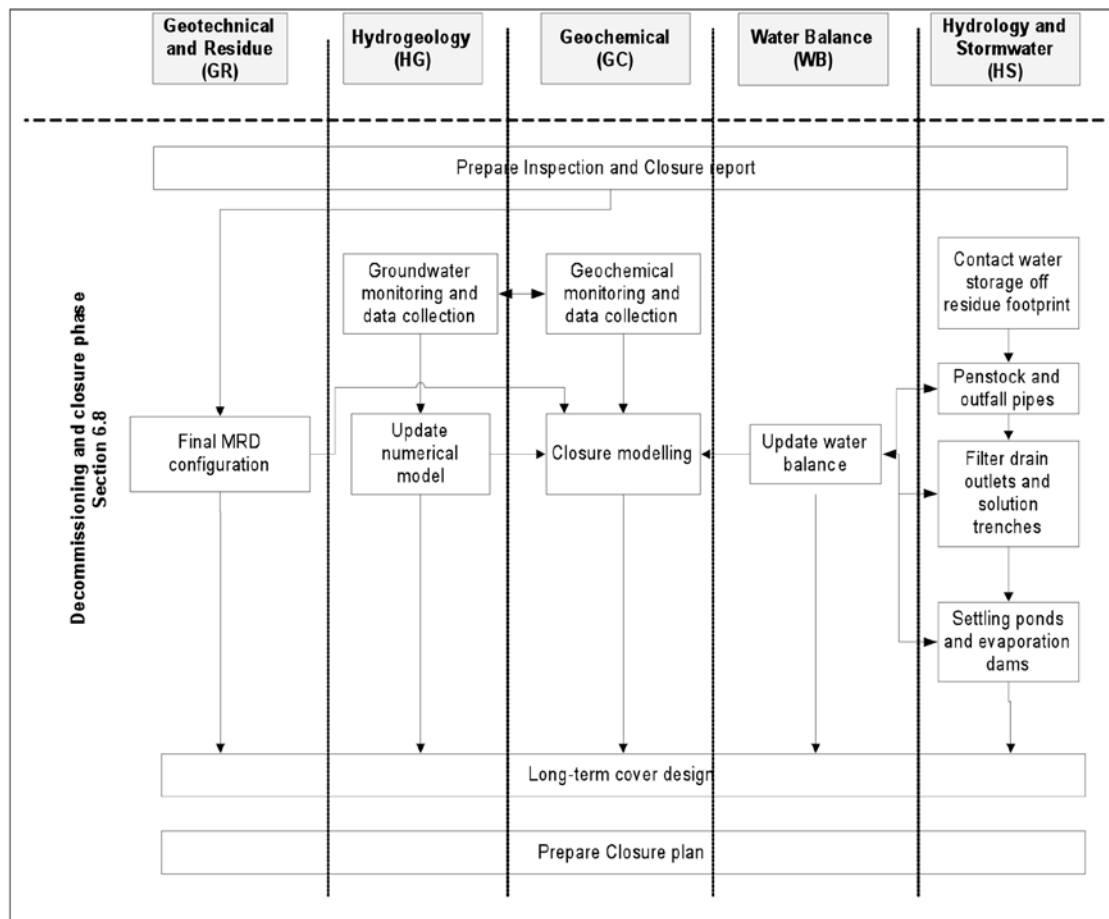 Geotechnical
and Residue
(GR)
Hydrogeology
(HG)
Geochemical
(GC)
Water Balance
(WB)
Hydrology and
Stormwater
(HS)
Prepare Inspection and Closure report
Decommissioning and closure phase
Section 6.8
Groundwater
monitoring and
data collection
Geochemical
monitoring and
data collection
Contact water
storage off
residue footprint
Penstock and
outfall pipes
Final MRD
configuration
Update
numerical
model
Closure modelling
Update water
balance
Filter drain
outlets and
solution
trenches
Settling ponds
and evaporation
dams
Long-term cover design
Prepare Closure plan